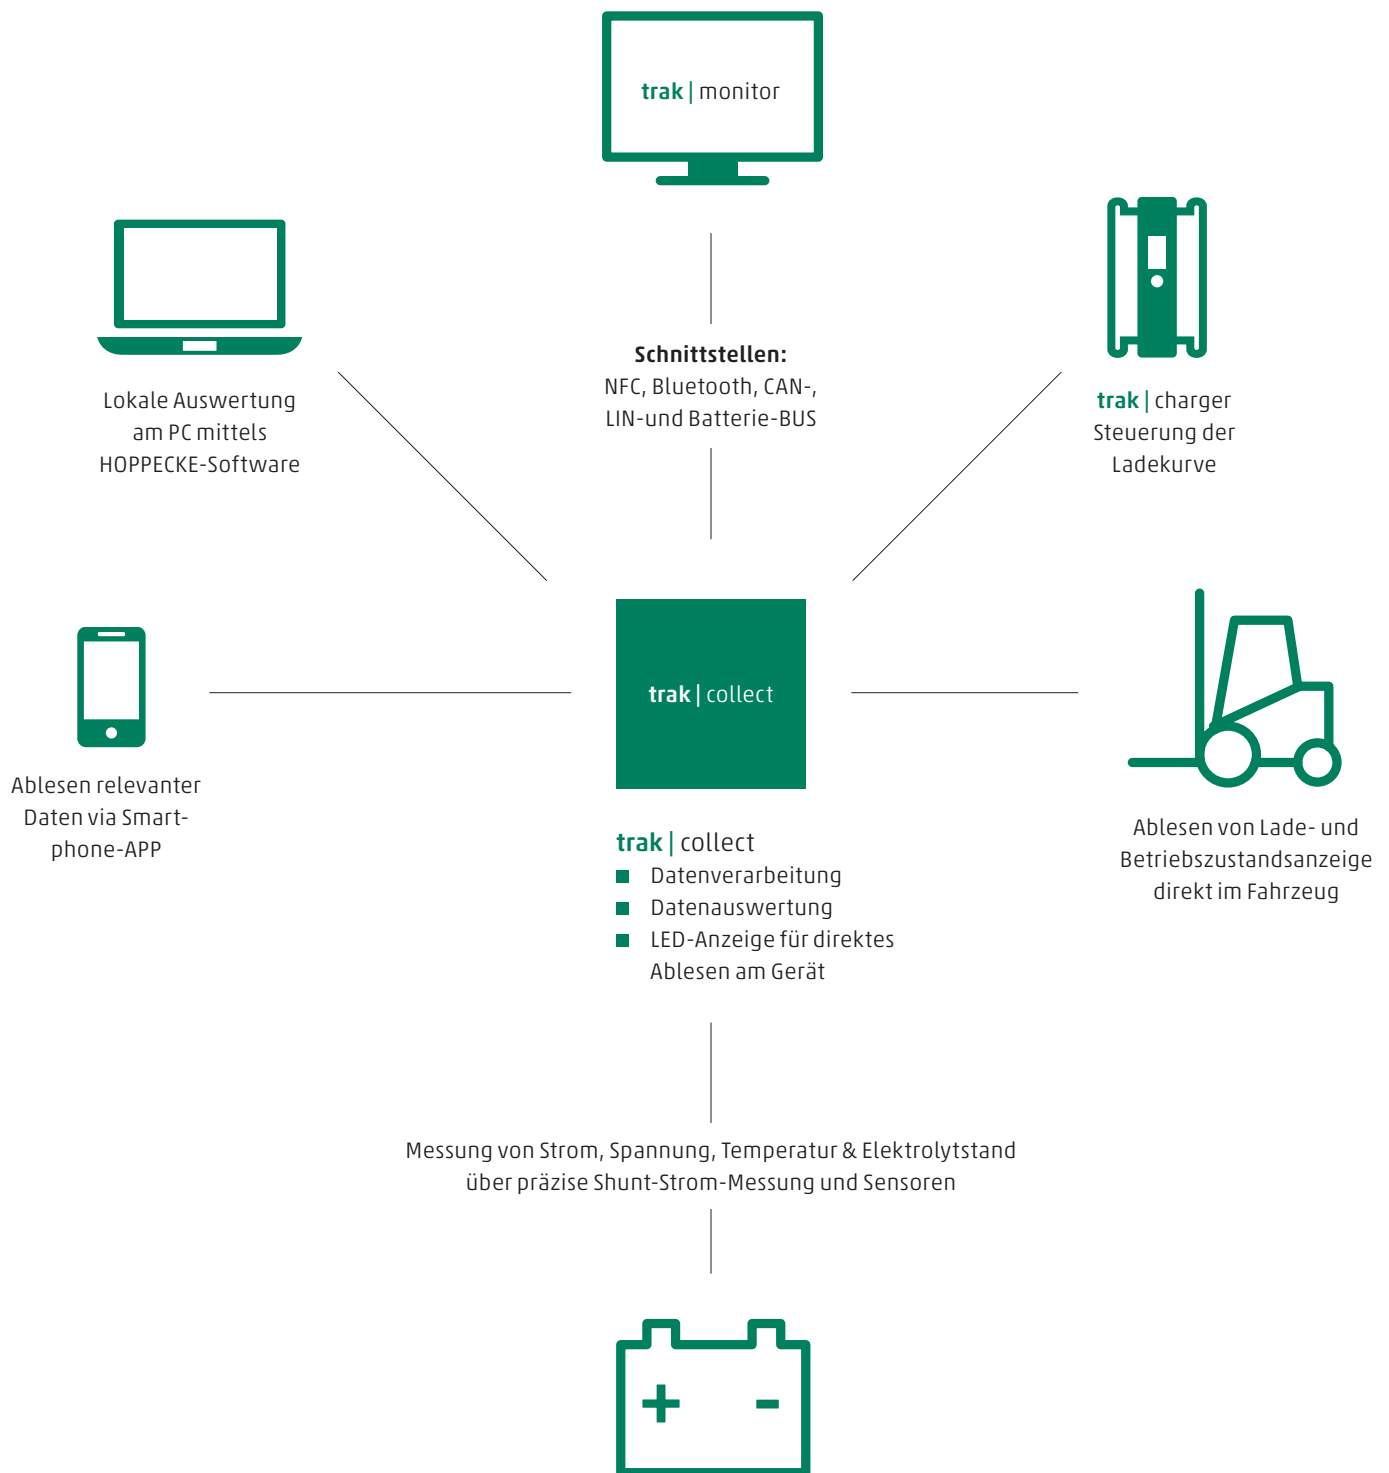 trak | monitor
Schnittstellen:
NFC, Bluetooth, CAN-,
LIN-und Batterie-BUS
Lokale Auswertung
am PC mittels
HOPPECKE-Software
trak | charger
Steuerung der
Ladekurve
trak | collect
Ablesen relevanter
Daten via Smart-
phone-APP
Ablesen von Lade- und
Betriebszustandsanzeige
direkt im Fahrzeug
trak | collect
■ Datenverarbeitung
■ Datenauswertung
■ LED-Anzeige für direktes
Ablesen am Gerät
Messung von Strom, Spannung, Temperatur & Elektrolytstand
über präzise Shunt-Strom-Messung und Sensoren
+ -